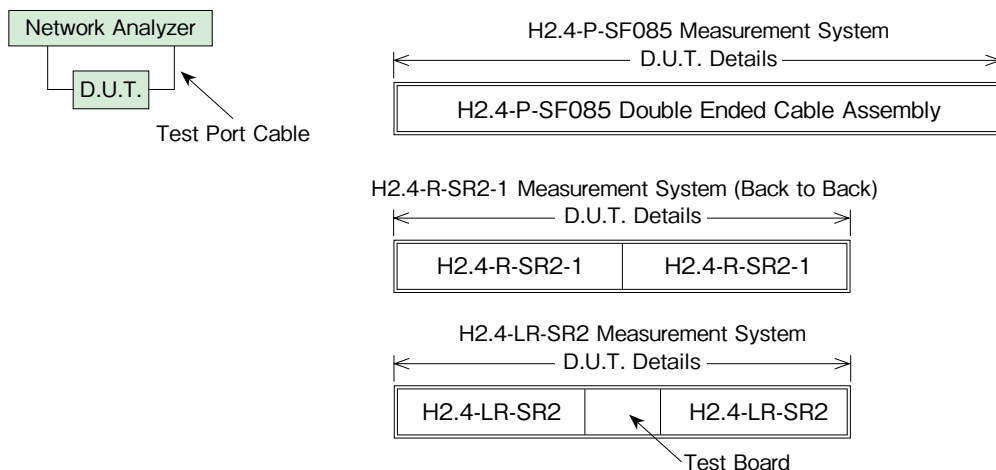 Network Analyzer
D.U.T.
Test Port Cable
H2.4-P-SF085 Measurement System
D.U.T. Details
H2.4-P-SF085 Double Ended Cable Assembly
H2.4-R-SR2-1 Measurement System (Back to Back)
D.U.T. Details
H2.4-R-SR2-1 H2.4-R-SR2-1
H2.4-LR-SR2 Measurement System
D.U.T. Details
H2.4-LR-SR2 H2.4-LR-SR2
Test Board